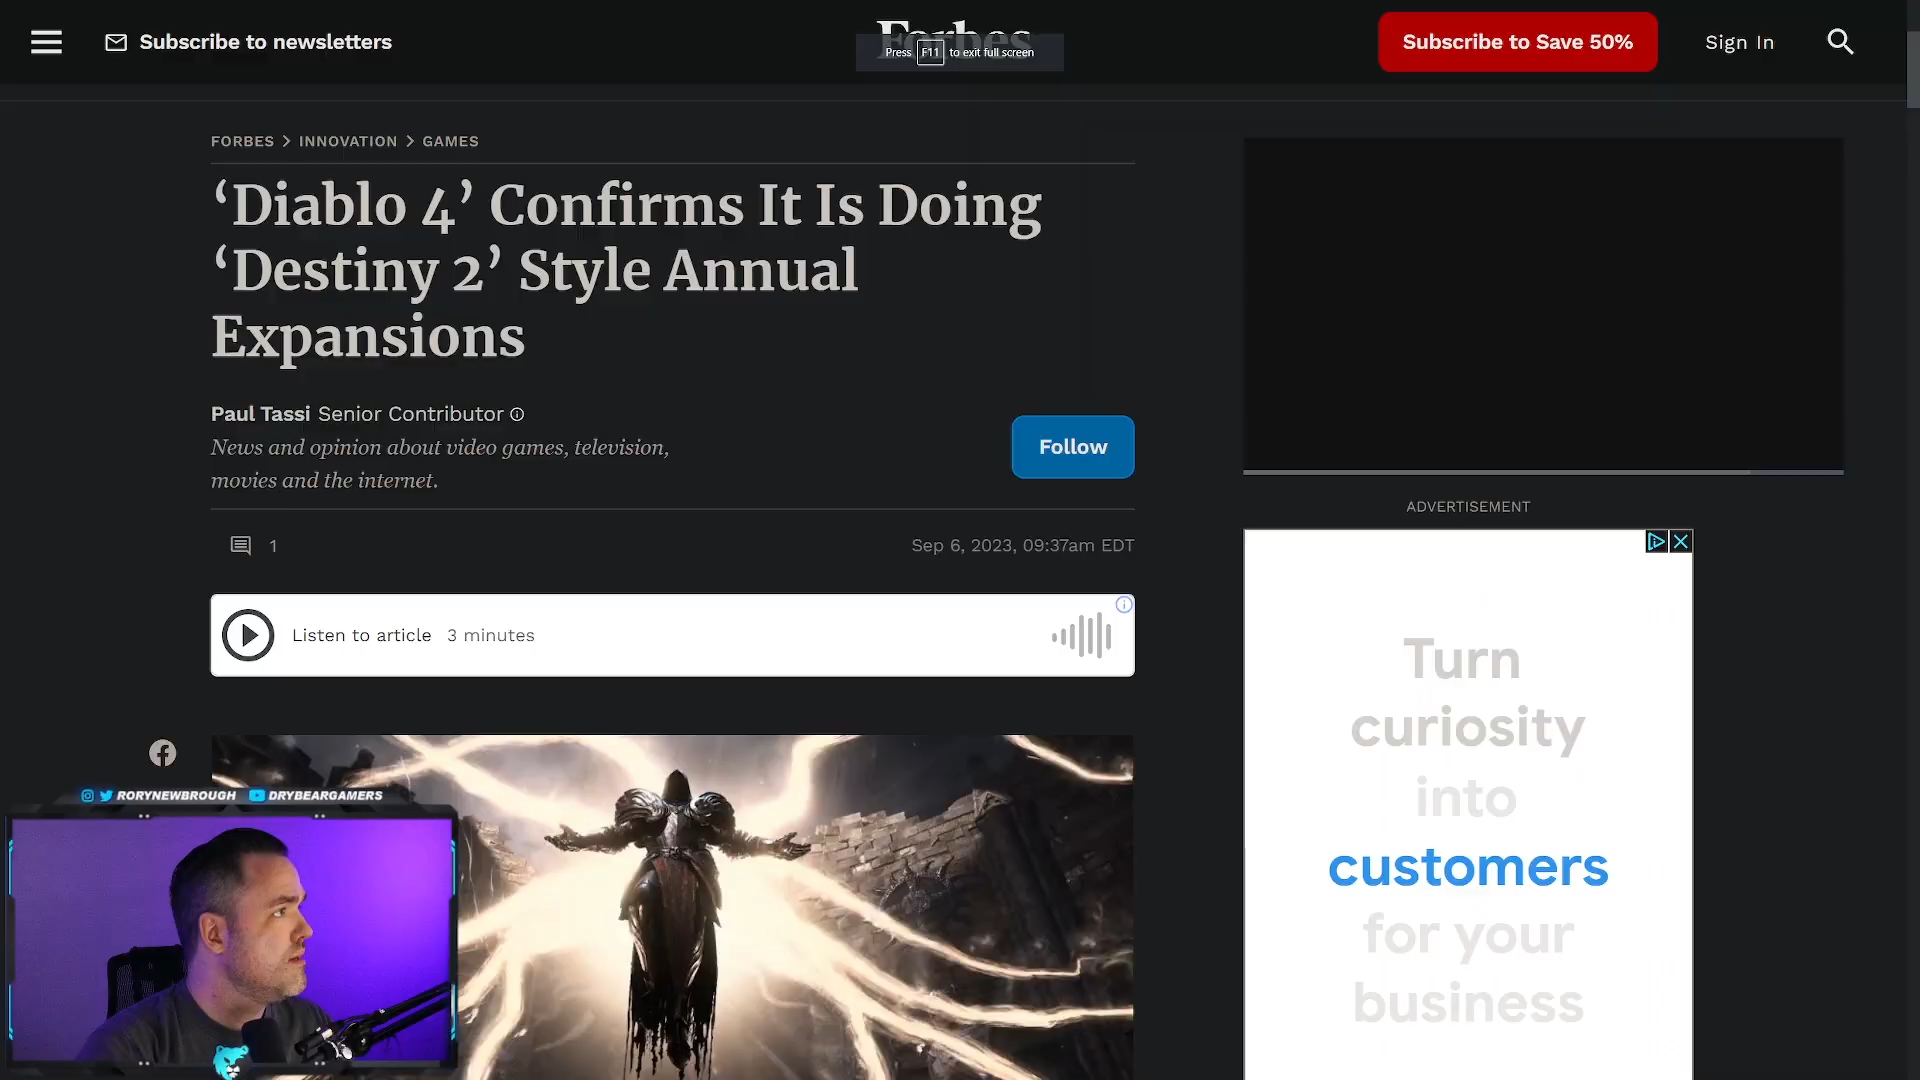 Subscribe to newsletters
Forbes
Press F11 to exit full screen
Subscribe to Save 50%
Sign In
FORBES > INNOVATION > GAMES
‘Diablo 4’ Confirms It Is Doing
‘Destiny 2’ Style Annual
Expansions
Paul Tassi Senior Contributor
News and opinion about video games, television,
movies and the internet.
Follow
1
Sep 6, 2023, 09:37am EDT
Listen to article 3 minutes
ADVERTISEMENT
Turn
curiosity
into
customers
for your
business
RORYNEWBROUGH DRYBEARGAMERS